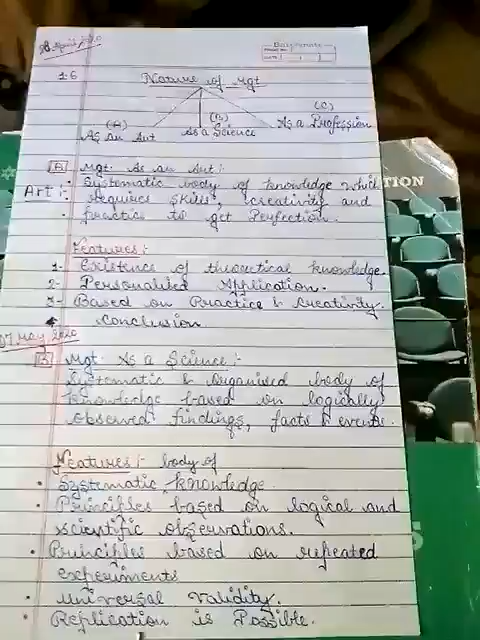 April 20
Date
1.6 Nature of mgt
(A) As an Art
(B) As a Science
(C) As a Profession
A mgt: As an Art:
Art:- Systematic body of knowledge which
requires skills, creativity and
practice to get Perfection.
Features:
1- Existence of theoretical knowledge
2- Personalised Application.
3- Based on Practice & creativity.
Conclusion
May 2020
B mgt: As a Science:-
Systematic & organised body of
knowledge based on logically
observed findings, facts & events.
Features:- body of
Systematic knowledge
• Principles based on logical and
scientific observations.
• Principles based on repeated
experiments
• universal validity.
• Replication is Possible.
TION